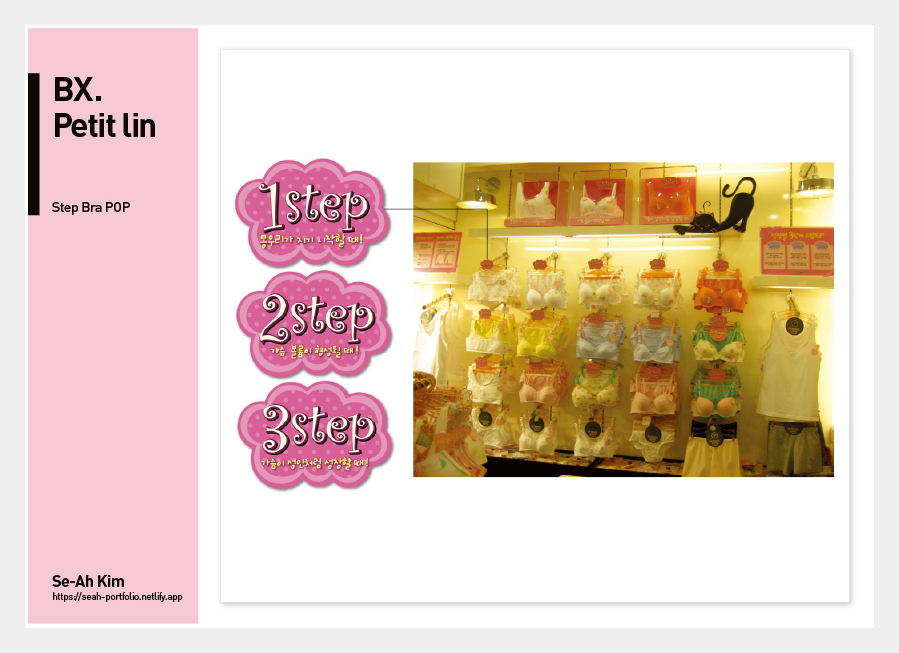 BX.
Petit lin
Step Bra POP
1step
몽우리가 지기 시작할 때!
2step
가슴 볼륨이 형성될 때!
3step
가슴이 성인처럼 성장할 때!
Se-Ah Kim
https://seah-portfolio.netlify.app